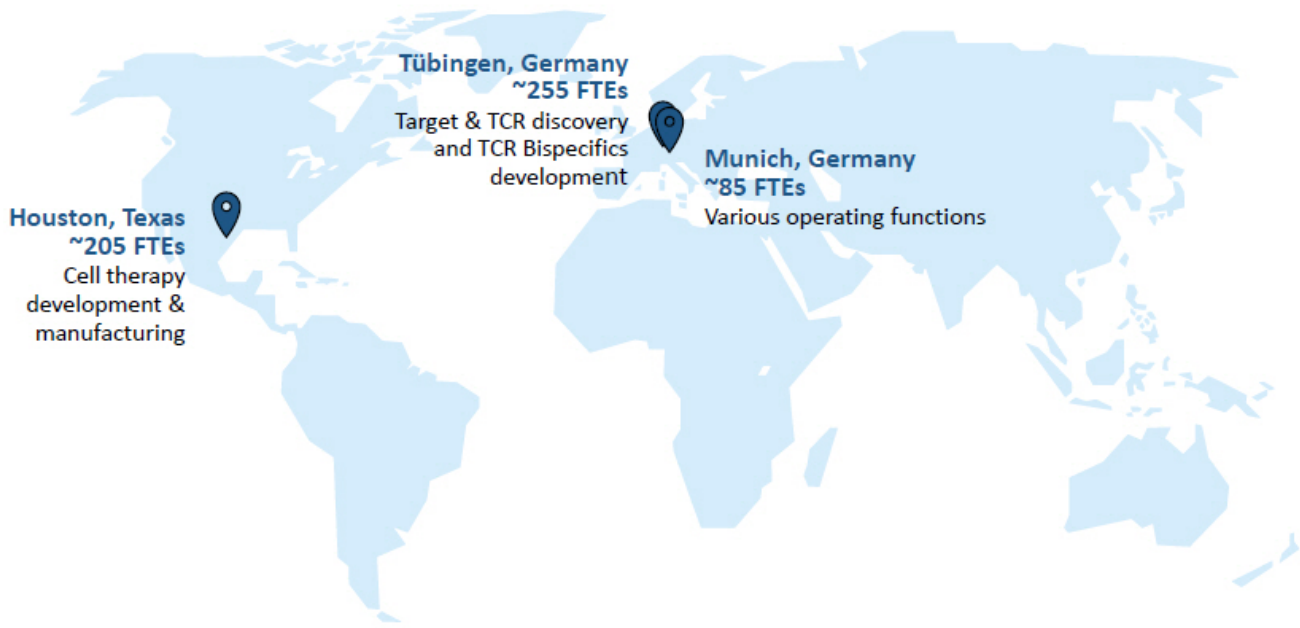 Tübingen, Germany
~255 FTEs
Target & TCR discovery
and TCR Bispecifics
development
Munich, Germany
~85 FTEs
Various operating functions
Houston, Texas
~205 FTEs
Cell therapy
development &
manufacturing